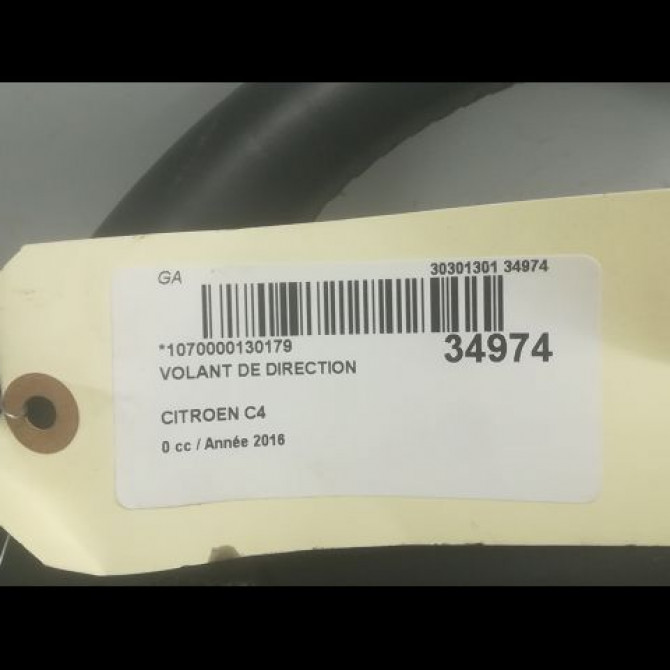 GA
30301301 34974
*1070000130179
34974
VOLANT DE DIRECTION
CITROEN C4
0 cc / Année 2016